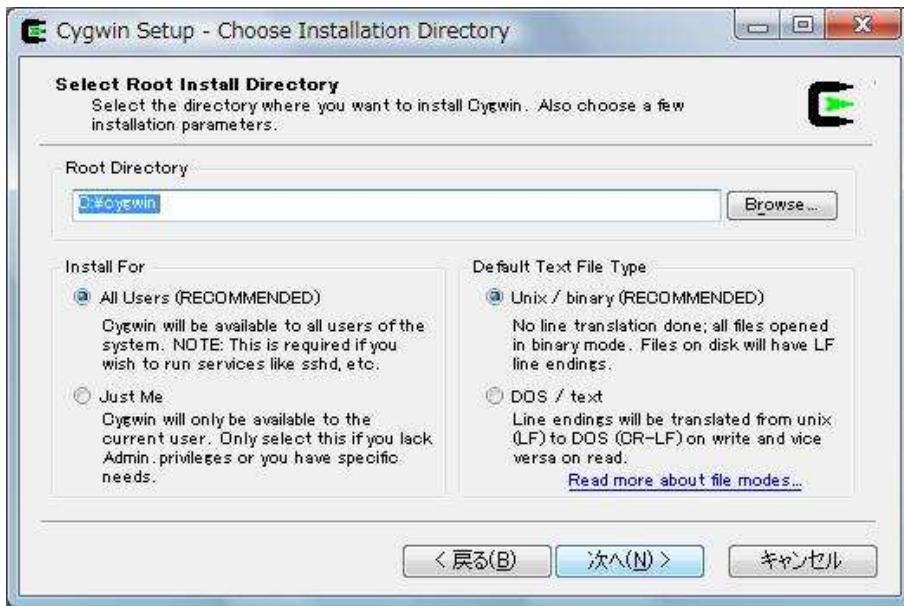 Cygwin Setup - Choose Installation Directory
Select Root Install Directory
Select the directory where you want to install Cygwin. Also choose a few
installation parameters.
Root Directory
C:¥cygwin
Browse...
Install For
All Users (RECOMMENDED)
Cygwin will be available to all users of the
system. NOTE: This is required if you
wish to run services like sshd, etc.
Just Me
Cygwin will only be available to the
current user. Only select this if you lack
Admin. privileges or you have specific
needs.
Default Text File Type
Unix / binary (RECOMMENDED)
No line translation done; all files opened
in binary mode. Files on disk will have LF
line endings.
DOS / text
Line endings will be translated from unix
(LF) to DOS (CR-LF) on write and vice
versa on read.
Read more about file modes...
< 戻る(B)
次へ(N) >
キャンセル